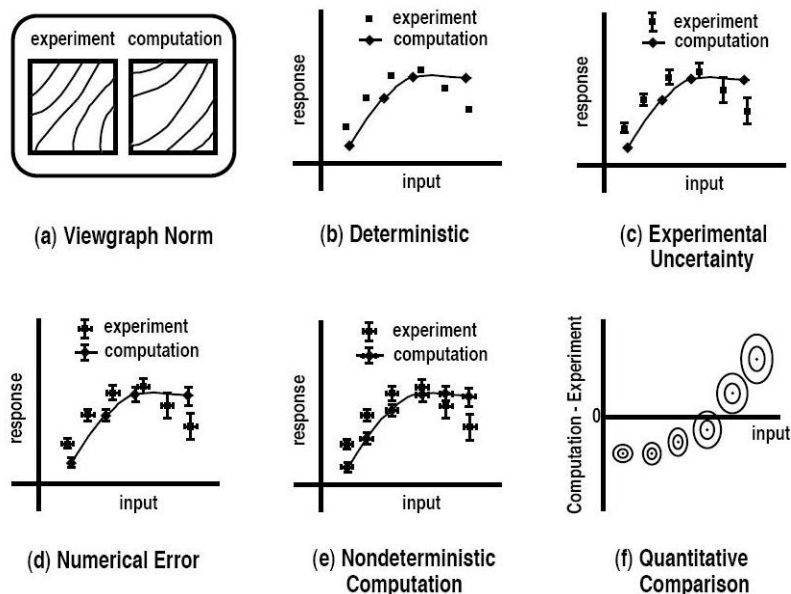 experiment computation
(a) Viewgraph Norm
experiment
computation
response
input
(b) Deterministic
experiment
computation
response
input
(c) Experimental
Uncertainty
experiment
computation
response
input
(d) Numerical Error
experiment
computation
response
input
(e) Nondeterministic
Computation
Computation - Experiment
0
input
(f) Quantitative
Comparison